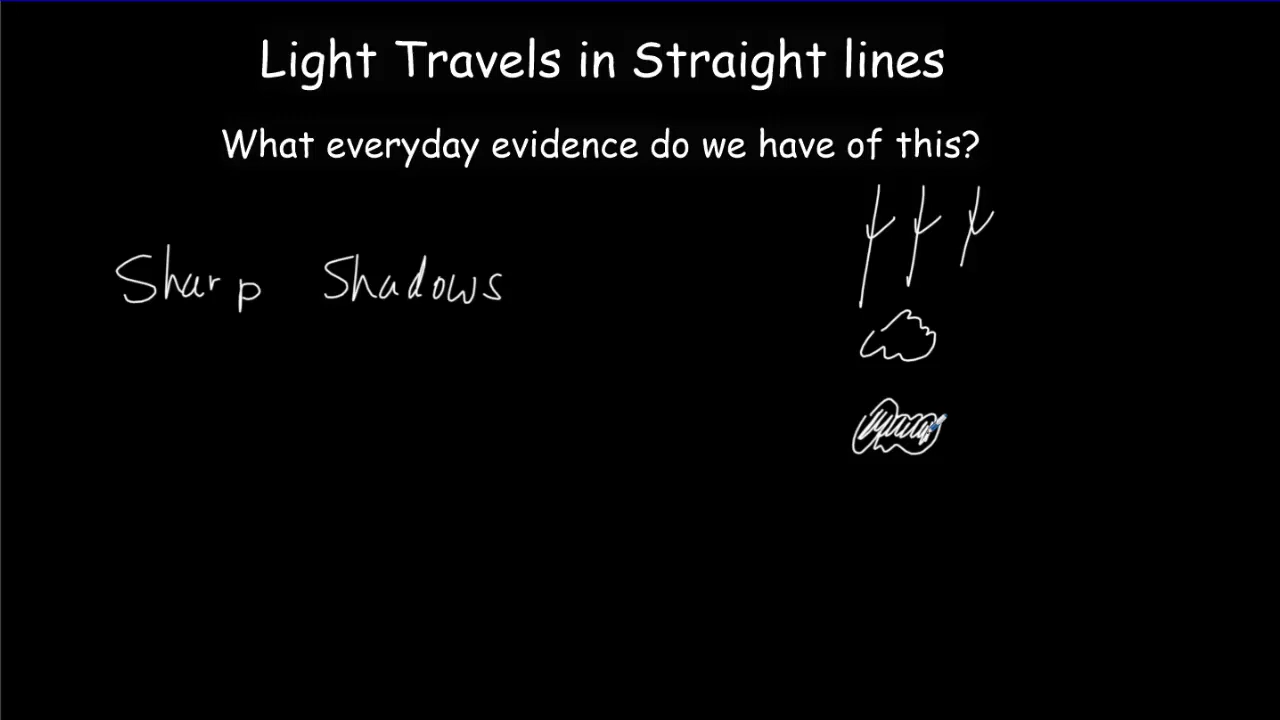 Light Travels in Straight lines
What everyday evidence do we have of this?
Sharp Shadows